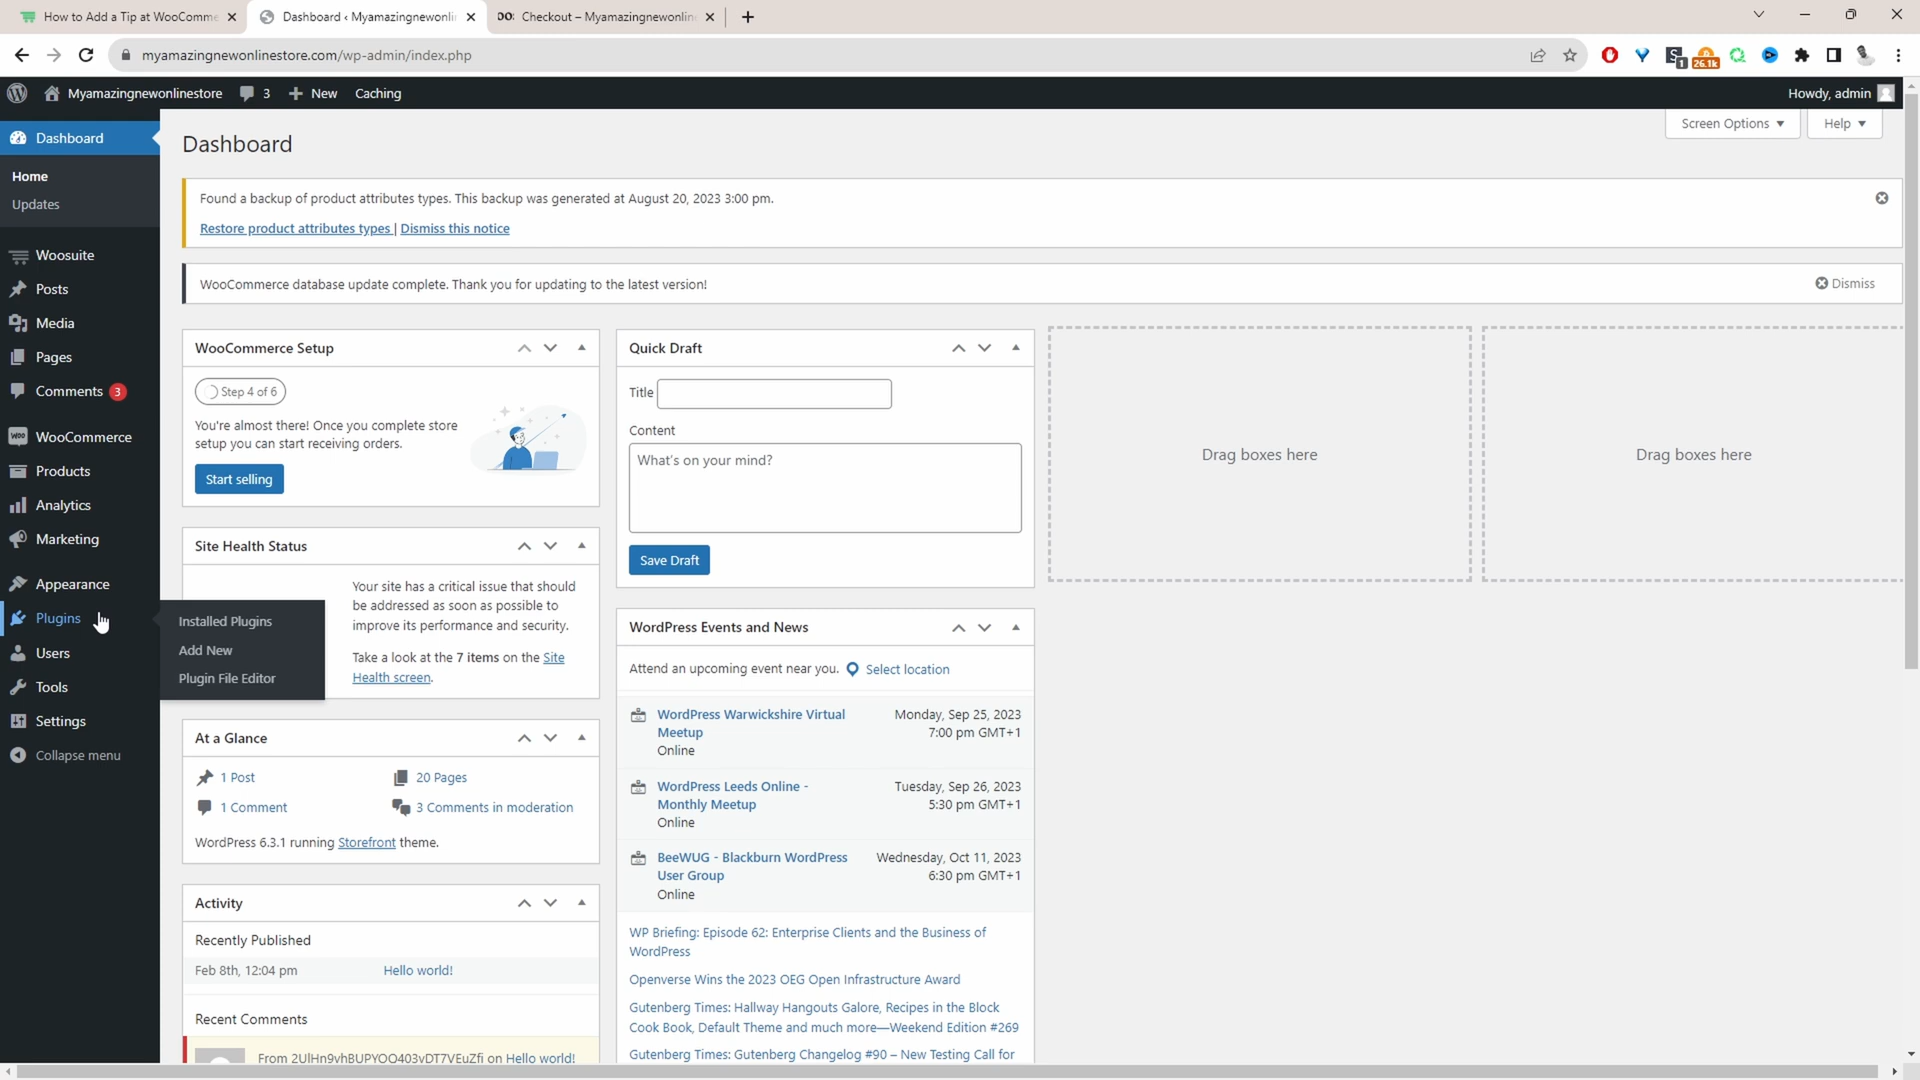 How to Add a Tip at WooComme
Dashboard ‹ Myamazingnewonli
Checkout – Myamazingnewonlin
myamazingnewonlinestore.com/wp-admin/index.php
1
26.1k
Myamazingnewonlinestore
3
New
Caching
Howdy, admin
Dashboard
Home
Updates
Woosuite
Posts
Media
Pages
Comments 3
WooCommerce
Products
Analytics
Marketing
Appearance
Plugins
Users
Tools
Settings
Collapse menu
Installed Plugins
Add New
Plugin File Editor
Dashboard
Screen Options
Help
Found a backup of product attributes types. This backup was generated at August 20, 2023 3:00 pm.
Restore product attributes types | Dismiss this notice
WooCommerce database update complete. Thank you for updating to the latest version!
Dismiss
WooCommerce Setup
Step 4 of 6
You're almost there! Once you complete store
setup you can start receiving orders.
Start selling
Site Health Status
Your site has a critical issue that should
be addressed as soon as possible to
improve its performance and security.
Take a look at the 7 items on the Site
Health screen.
At a Glance
1 Post
20 Pages
1 Comment
3 Comments in moderation
WordPress 6.3.1 running Storefront theme.
Activity
Recently Published
Feb 8th, 12:04 pm
Hello world!
Recent Comments
From 2UlHn9vhBUPYOO403vDT7VEuZfi on Hello world!
Quick Draft
Title
Content
What's on your mind?
Save Draft
WordPress Events and News
Attend an upcoming event near you.
Select location
WordPress Warwickshire Virtual
Meetup
Online
Monday, Sep 25, 2023
7:00 pm GMT+1
WordPress Leeds Online -
Monthly Meetup
Online
Tuesday, Sep 26, 2023
5:30 pm GMT+1
BeeWUG - Blackburn WordPress
User Group
Online
Wednesday, Oct 11, 2023
6:30 pm GMT+1
WP Briefing: Episode 62: Enterprise Clients and the Business of
WordPress
Openverse Wins the 2023 OEG Open Infrastructure Award
Gutenberg Times: Hallway Hangouts Galore, Recipes in the Block
Cook Book, Default Theme and much more—Weekend Edition #269
Gutenberg Times: Gutenberg Changelog #90 – New Testing Call for
Drag boxes here
Drag boxes here